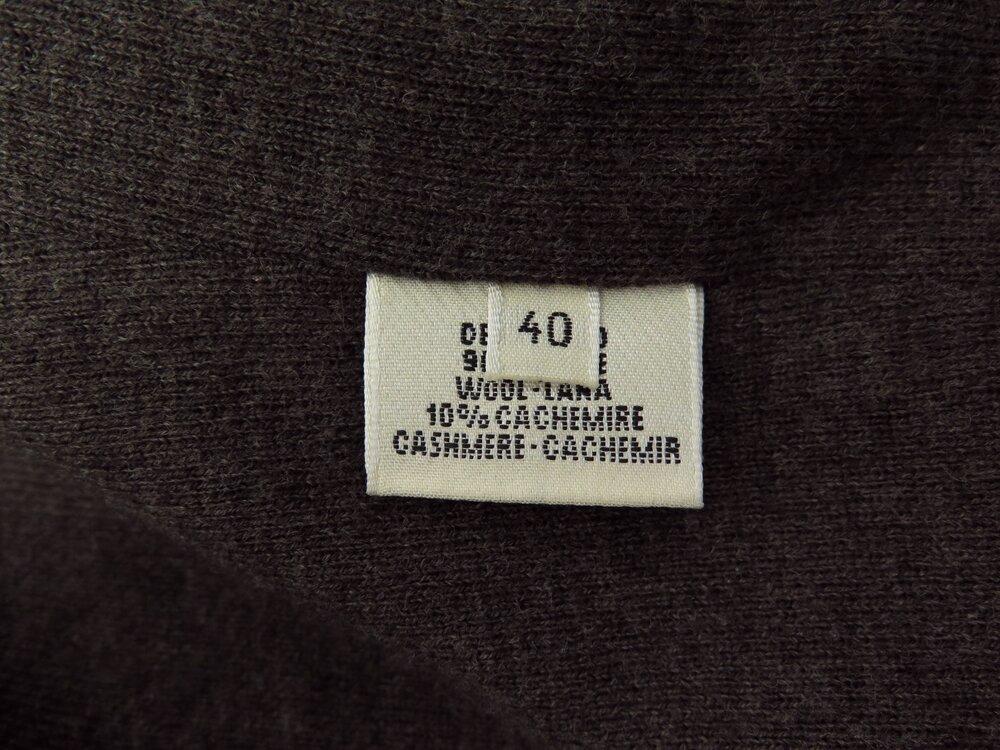 40
WOOL-LANA
10% CACHEMIRE
CASHMERE-CACHEMIR